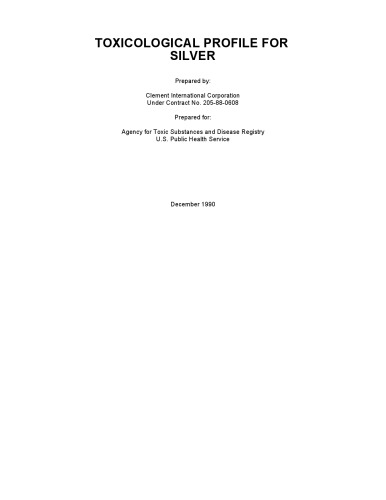 TOXICOLOGICAL PROFILE FOR
SILVER
Prepared by:
Clement International Corporation
Under Contract No. 205-88-0608
Prepared for:
Agency for Toxic Substances and Disease Registry
U.S. Public Health Service
December 1990